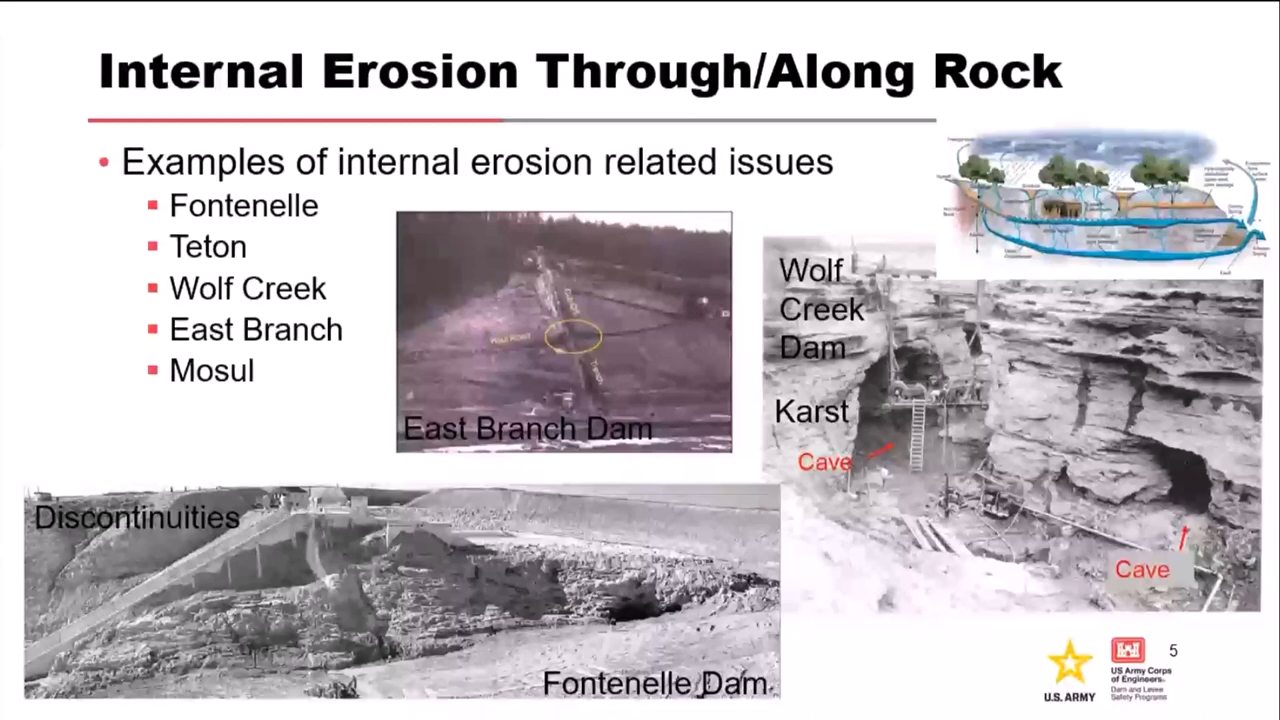 Internal Erosion Through/Along Rock
• Examples of internal erosion related issues
▪ Fontenelle
▪ Teton
▪ Wolf Creek
▪ East Branch
▪ Mosul
East Branch Dam
Wolf
Creek
Dam
Karst
Cave
Cave
Discontinuities
Fontenelle Dam
U.S. ARMY
US Army Corps
of Engineers®
Dam and Levee
Safety Programs
5